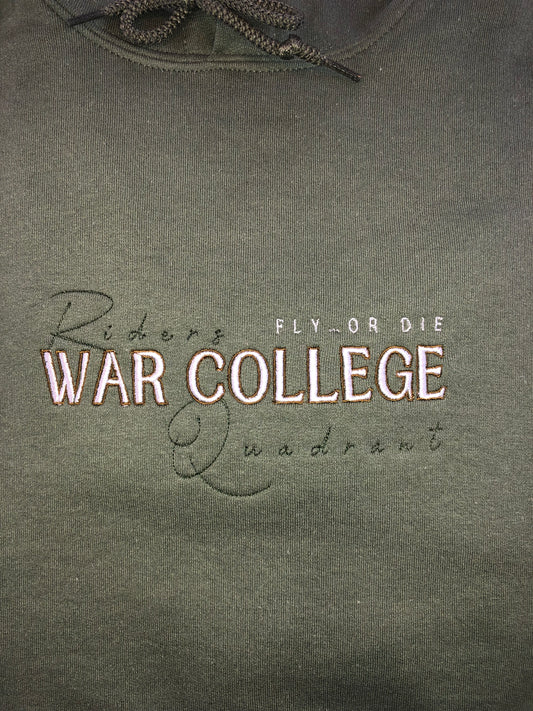 Riders FLY...OR DIE
WAR COLLEGE
Quadrant